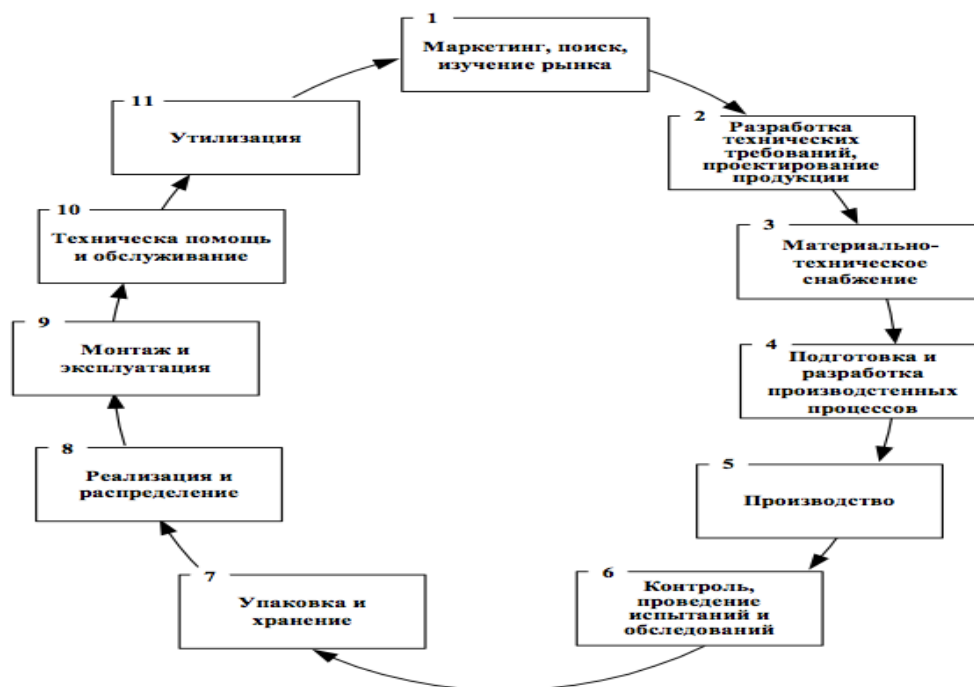 1
Маркетинг, поиск,
изучение рынка
2
Разработка
технических
требований,
проектирование
продукции
3
Материально-
техническое
снабжение
4
Подготовка и
разработка
производстенных
процессов
5
Производство
6
Контроль,
проведение
испытаний и
обследований
7
Упаковка и
хранение
8
Реализация и
распределение
9
Монтаж и
эксплуатация
10
Техническа помощь
и обслуживание
11
Утилизация